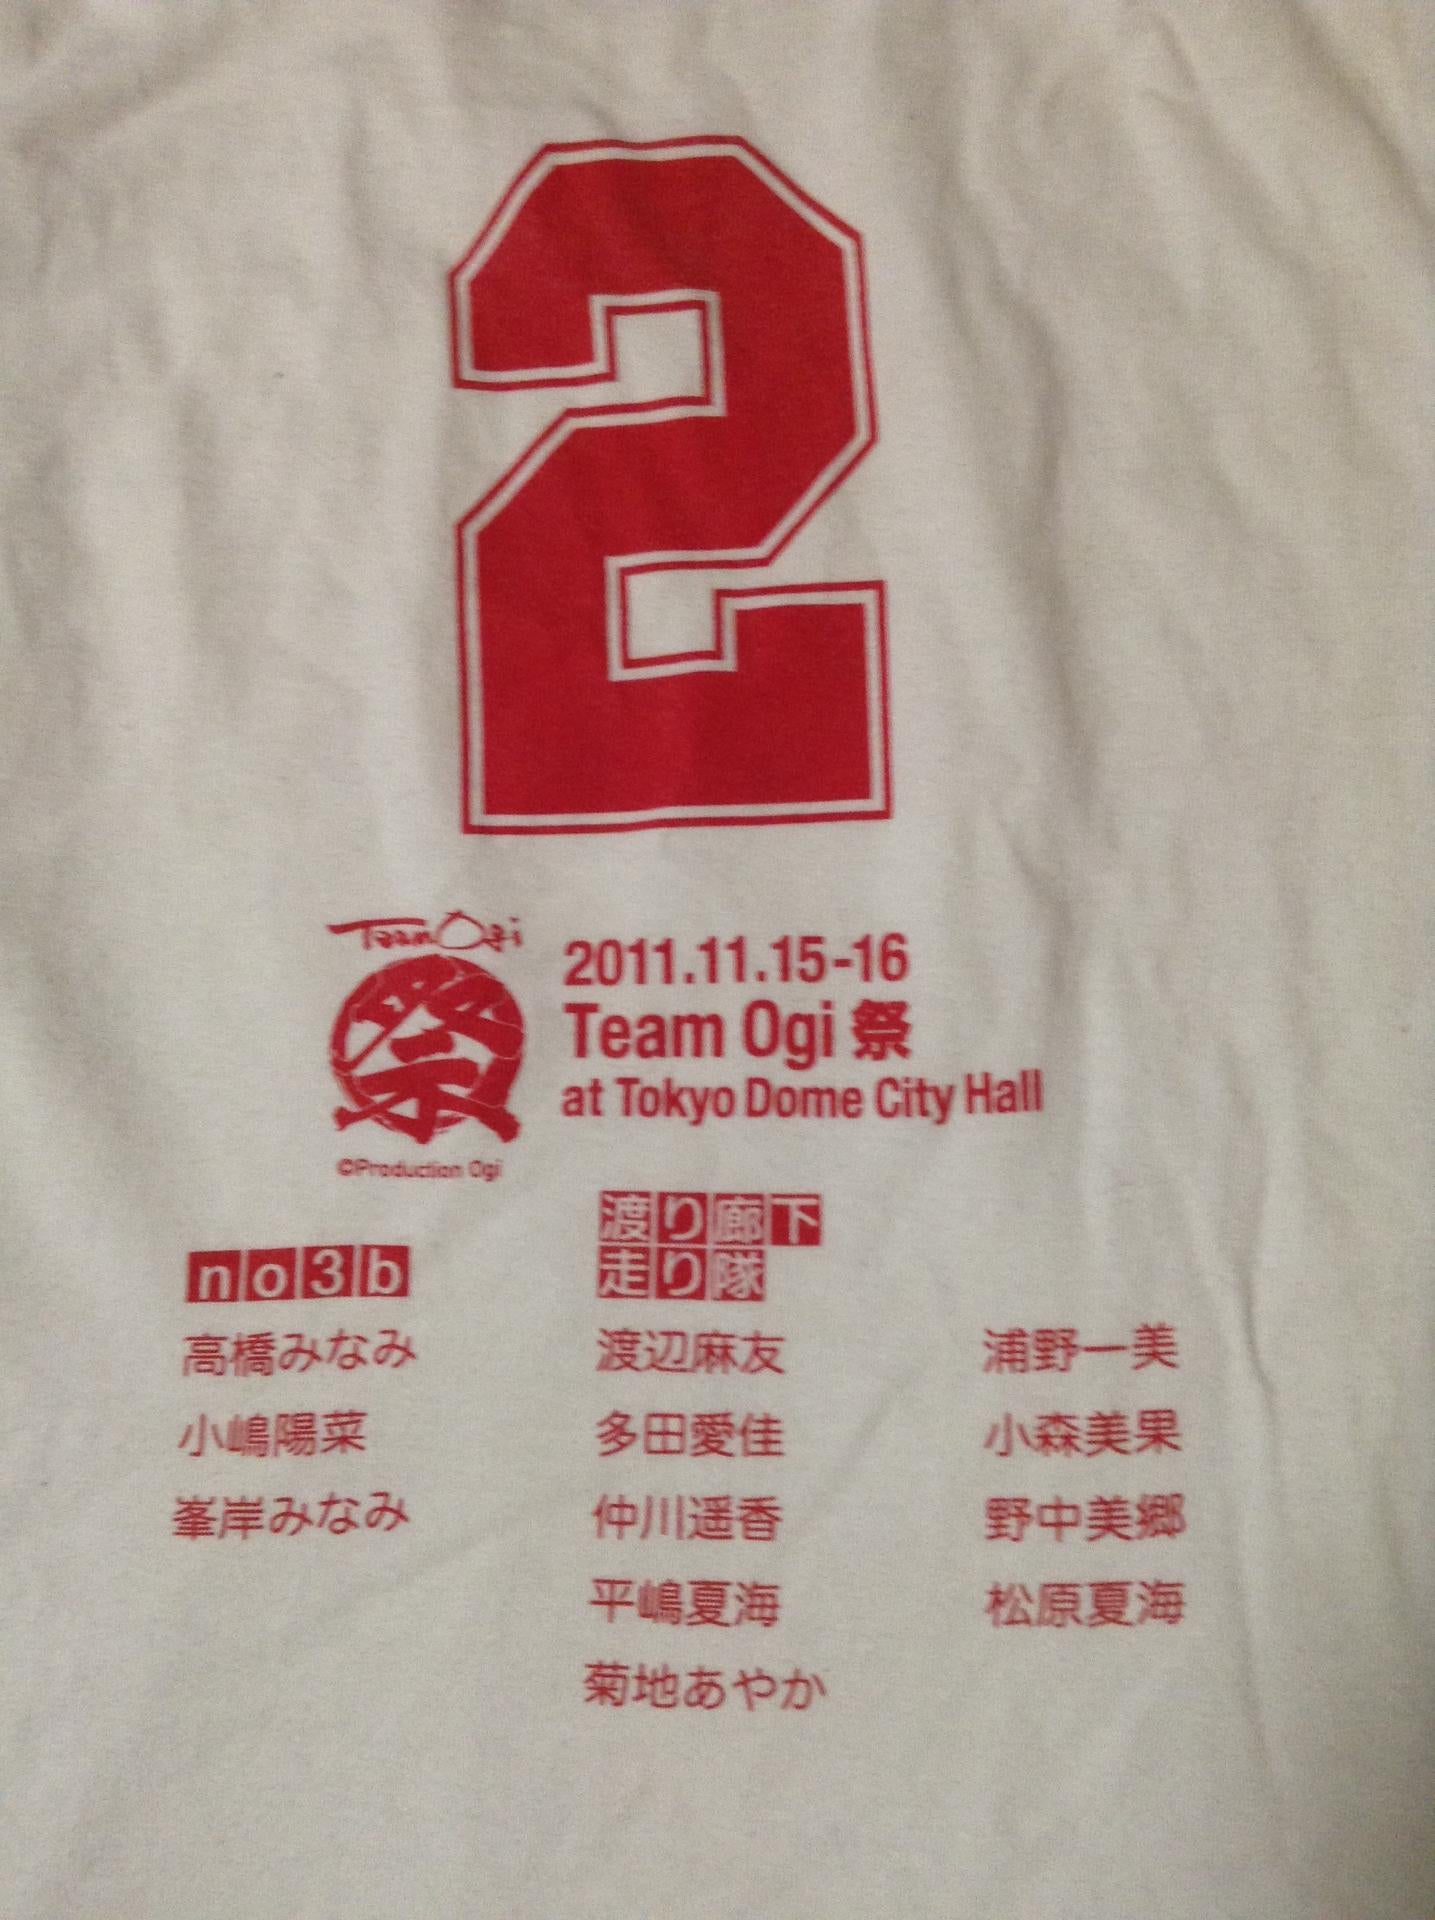 2
Team Ogi
祭
©Production Ogi
2011.11.15-16
Team Ogi 祭
at Tokyo Dome City Hall
no3b
高橋みなみ
小嶋陽菜
峯岸みなみ
渡り廊下
走り隊
渡辺麻友
多田愛佳
仲川遥香
平嶋夏海
菊地あやか
浦野一美
小森美果
野中美郷
松原夏海